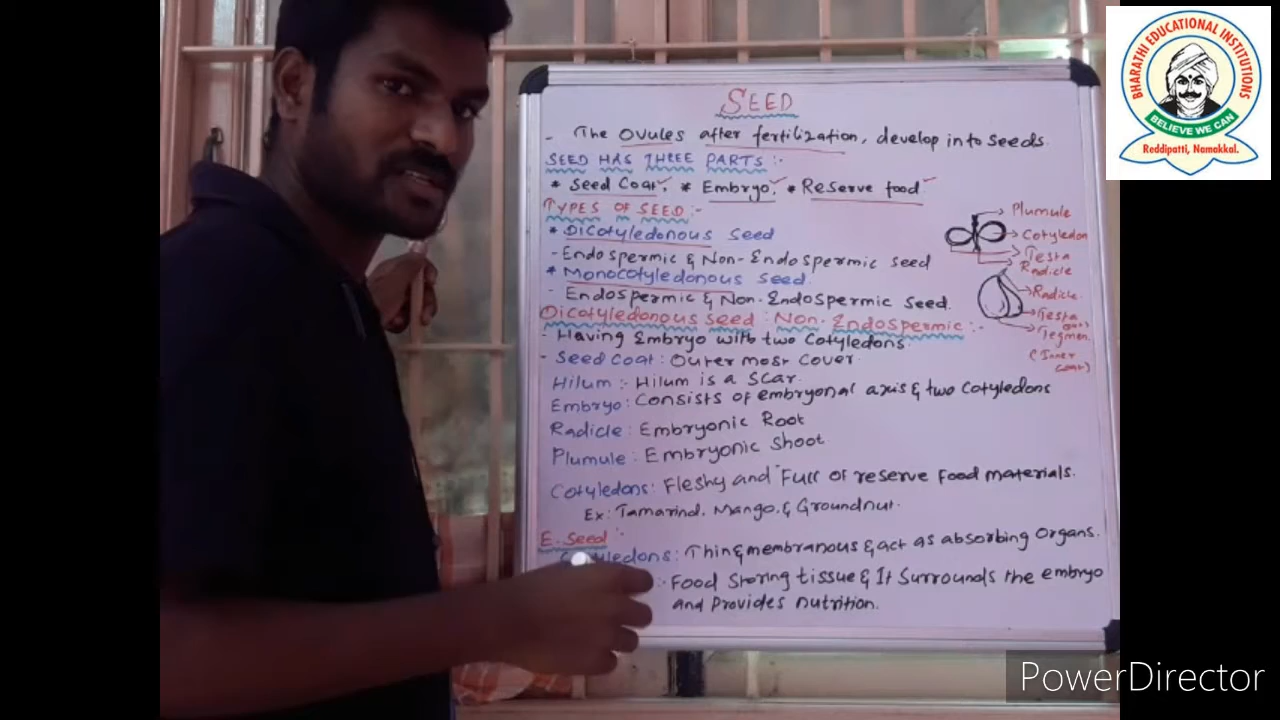 SEED
- The ovules after fertilization, develop into seeds.
SEED HAS THREE PARTS :-
* Seed Coat, * Embryo, * Reserve food
TYPES OF SEED:-
* Dicotyledonous Seed
- Endospermic & Non-Endospermic seed
* Monocotyledonous Seed.
- Endospermic & Non-Endospermic seed.
Dicotyledonous seed : Non-Endospermic :-
- Having Embryo with two Cotyledons.
- Seed Coat : Outer most cover.
Hilum :- Hilum is a scar.
Embryo : Consists of embryonal axis & two cotyledons
Radicle : Embryonic Root
Plumule : Embryonic Shoot
Cotyledons : Fleshy and Full of reserve food materials.
Ex: Tamarind, Mango, & Groundnut.
E. Seed :-
Cotyledons : Thin & membranous & act as absorbing organs.
:- Food storing tissue & It surrounds the embryo
and provides nutrition.
Plumule
Cotyledon
Testa
Radicle
Radicle
Testa
Tegmen
(Inner
coat)
BHARATHI EDUCATIONAL INSTITUTIONS
BELIEVE WE CAN
Reddipatti, Namakkal.
PowerDirector